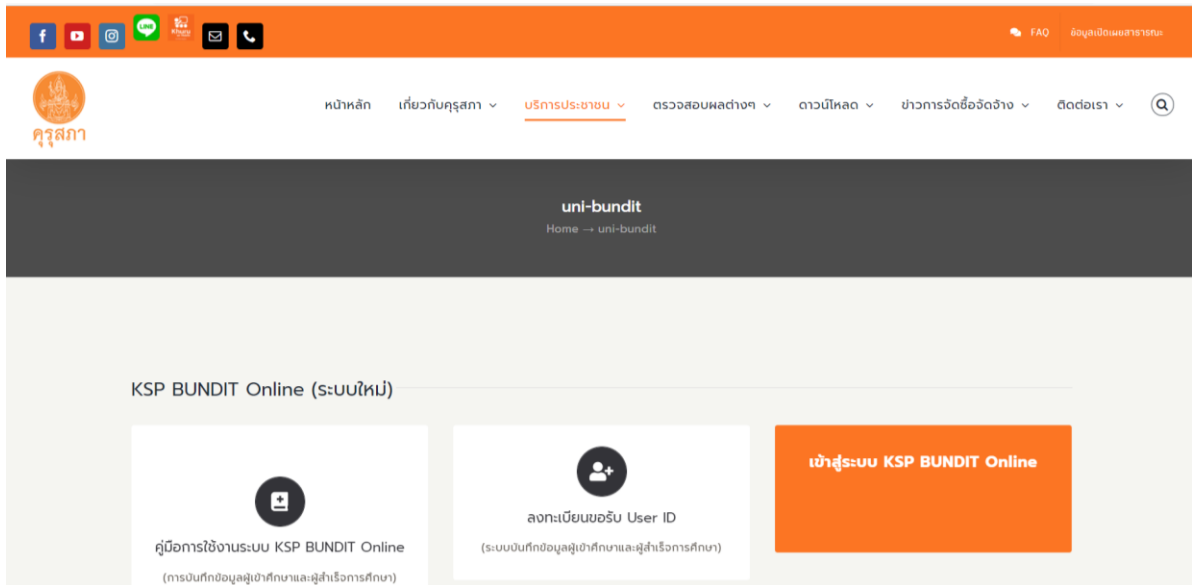 LINE
FAQ
ข้อมูลเปิดเผยสาธารณะ
คุรุสภา
หน้าหลัก
เกี่ยวกับคุรุสภา
บริการประชาชน
ตรวจสอบผลต่างๆ
ดาวน์โหลด
ข่าวการจัดซื้อจัดจ้าง
ติดต่อเรา
uni-bundit
Home → uni-bundit
KSP BUNDIT Online (ระบบใหม่)
คู่มือการใช้งานระบบ KSP BUNDIT Online
(การบันทึกข้อมูลผู้เข้าศึกษาและผู้สำเร็จการศึกษา)
ลงทะเบียนขอรับ User ID
(ระบบบันทึกข้อมูลผู้เข้าศึกษาและผู้สำเร็จการศึกษา)
เข้าสู่ระบบ KSP BUNDIT Online